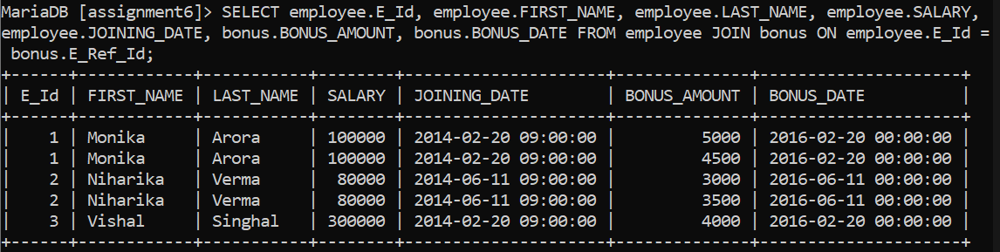 MariaDB [assignment6]> SELECT employee.E_Id, employee.FIRST_NAME, employee.LAST_NAME, employee.SALARY,
employee.JOINING_DATE, bonus.BONUS_AMOUNT, bonus.BONUS_DATE FROM employee JOIN bonus ON employee.E_Id =
 bonus.E_Ref_Id;
+------+------------+-----------+--------+---------------------+--------------+---------------------+
| E_Id | FIRST_NAME | LAST_NAME | SALARY | JOINING_DATE        | BONUS_AMOUNT | BONUS_DATE          |
+------+------------+-----------+--------+---------------------+--------------+---------------------+
|    1 | Monika     | Arora     | 100000 | 2014-02-20 09:00:00 |         5000 | 2016-02-20 00:00:00 |
|    1 | Monika     | Arora     | 100000 | 2014-02-20 09:00:00 |         4500 | 2016-02-20 00:00:00 |
|    2 | Niharika   | Verma     |  80000 | 2014-06-11 09:00:00 |         3000 | 2016-06-11 00:00:00 |
|    2 | Niharika   | Verma     |  80000 | 2014-06-11 09:00:00 |         3500 | 2016-06-11 00:00:00 |
|    3 | Vishal     | Singhal   | 300000 | 2014-02-20 09:00:00 |         4000 | 2016-02-20 00:00:00 |
+------+------------+-----------+--------+---------------------+--------------+---------------------+